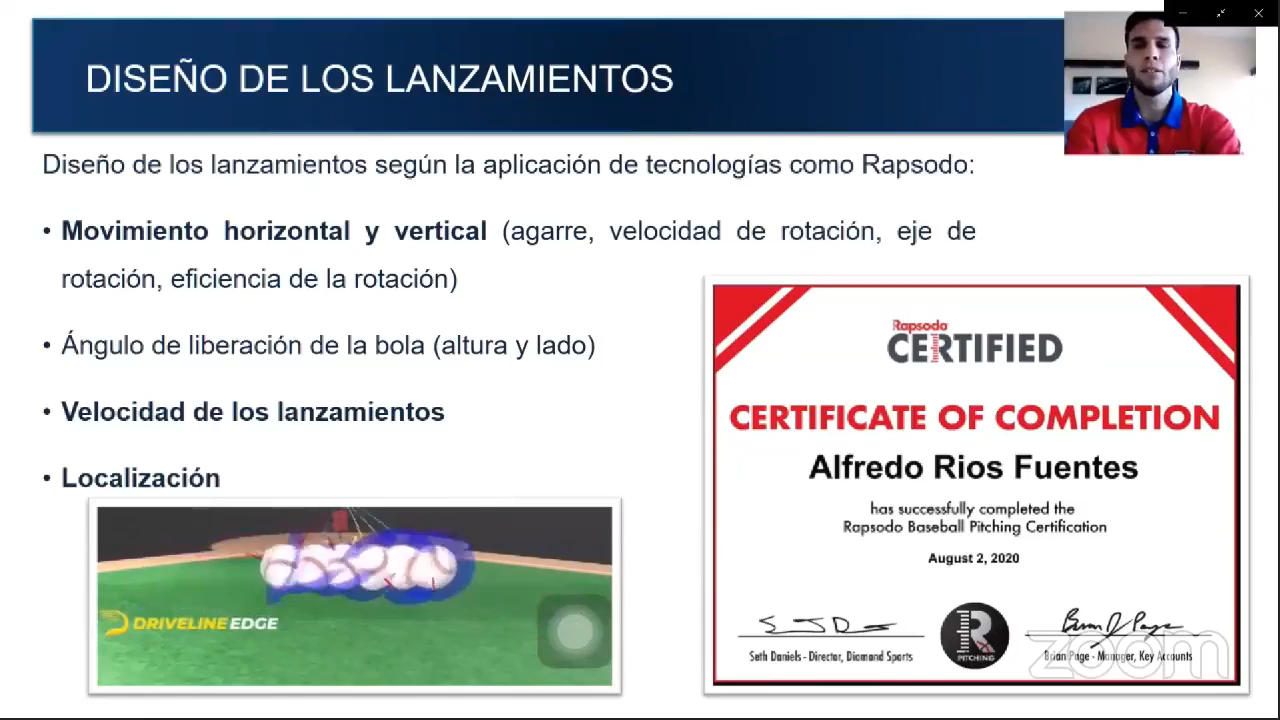 DISEÑO DE LOS LANZAMIENTOS
Diseño de los lanzamientos según la aplicación de tecnologías como Rapsodo:
• Movimiento horizontal y vertical (agarre, velocidad de rotación, eje de
rotación, eficiencia de la rotación)
• Ángulo de liberación de la bola (altura y lado)
• Velocidad de los lanzamientos
• Localización
DRIVELINE EDGE
Rapsodo
CERTIFIED
CERTIFICATE OF COMPLETION
Alfredo Rios Fuentes
has successfully completed the
Rapsodo Baseball Pitching Certification
August 2, 2020
Seth Daniels - Director, Diamond Sports
R
PITCHING
Brian Page - Manager, Key Accounts
zoom